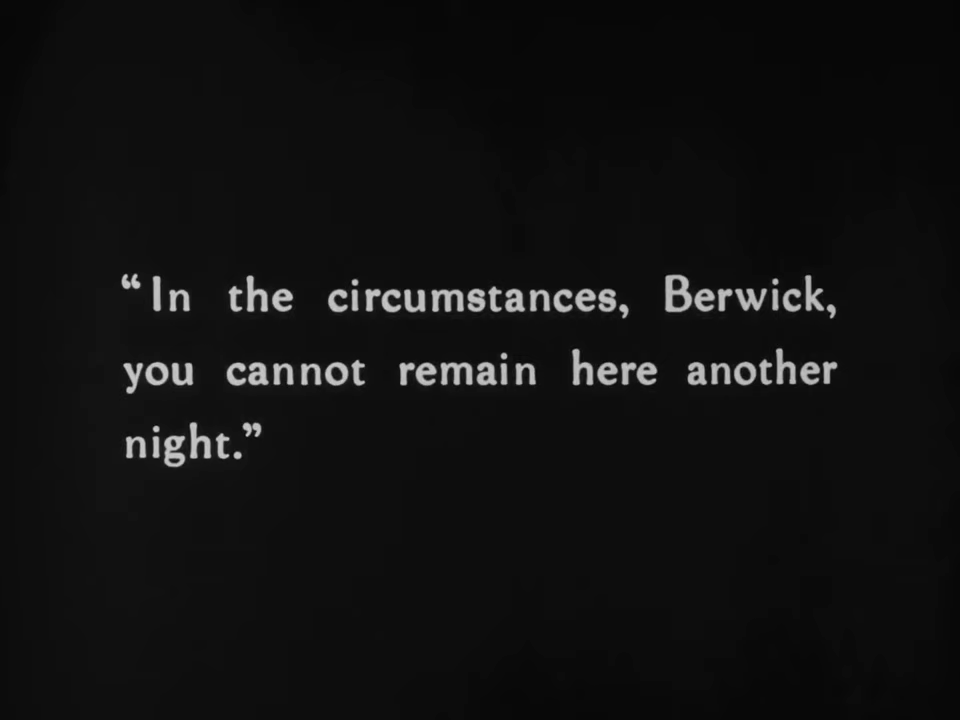 “In the circumstances, Berwick,
you cannot remain here another
night.”